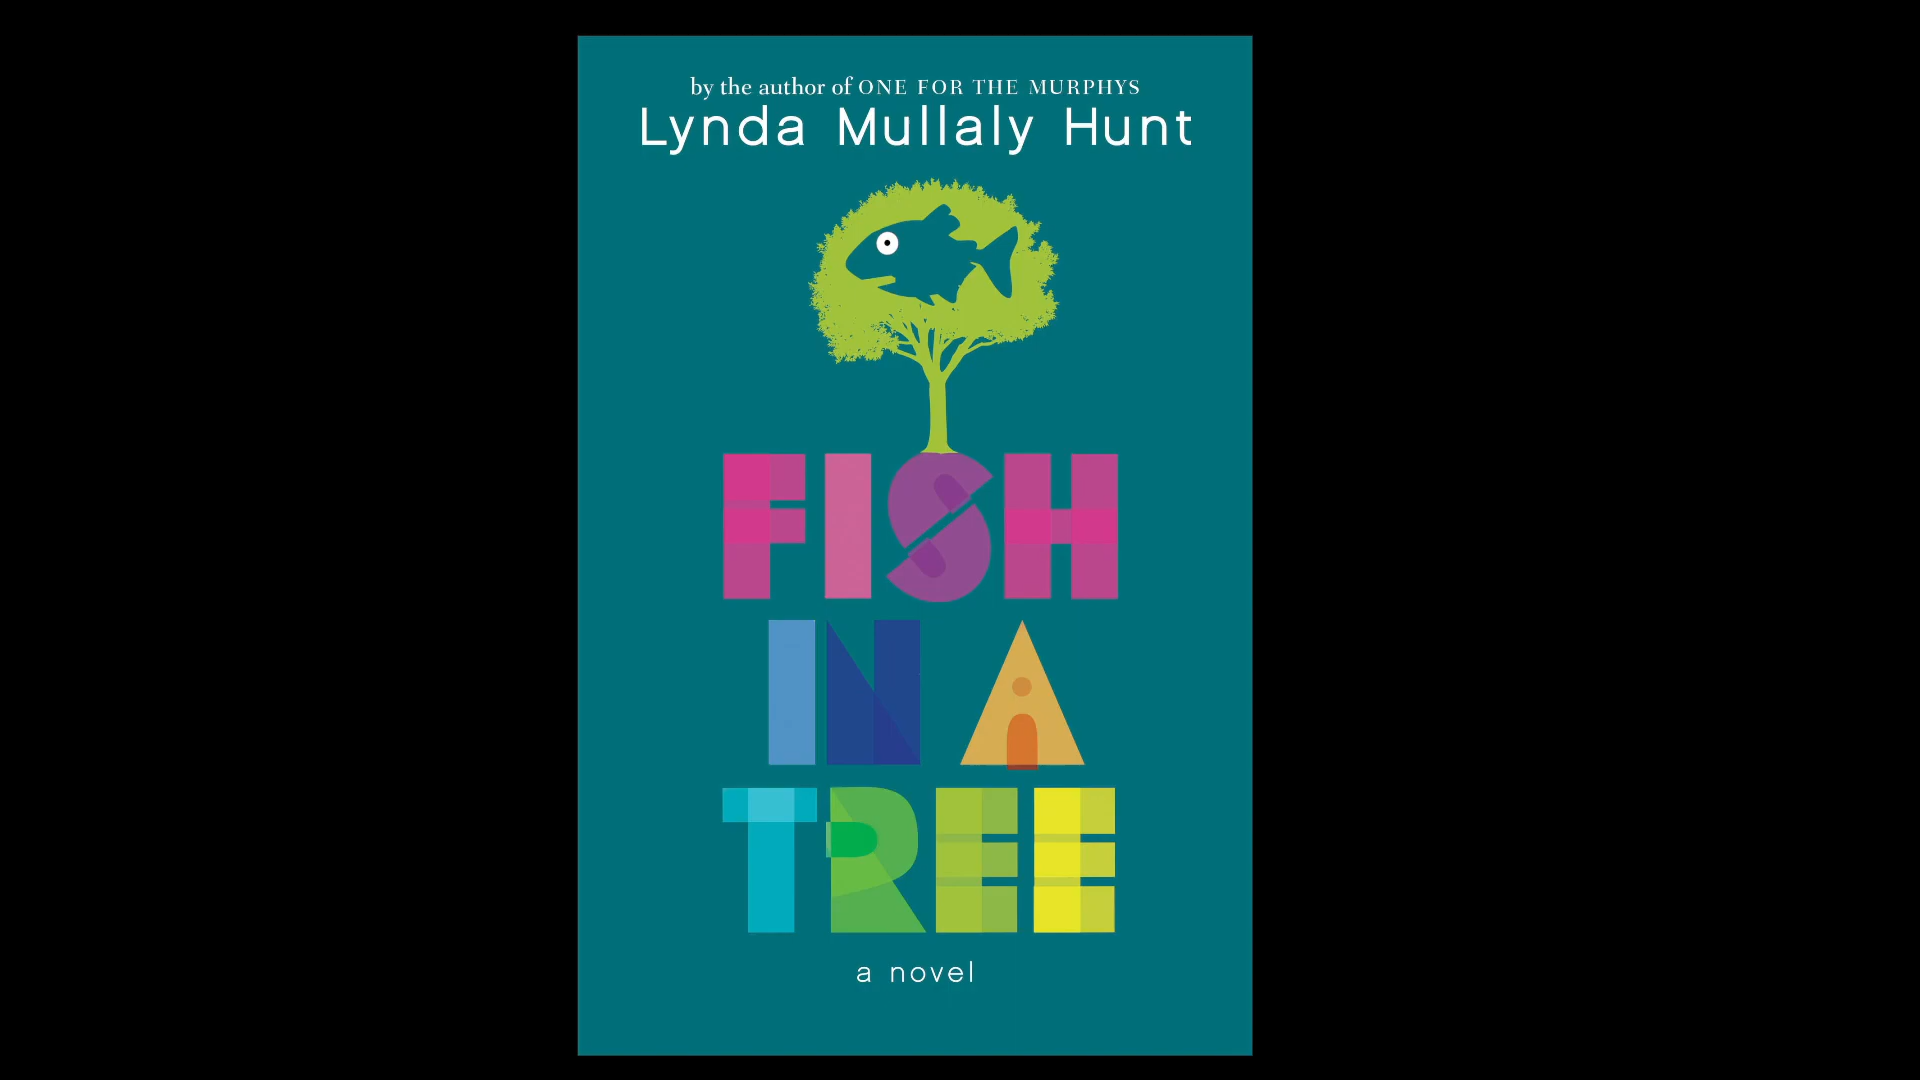 by the author of ONE FOR THE MURPHYS
Lynda Mullaly Hunt
FISH
IN A
TREE
a novel